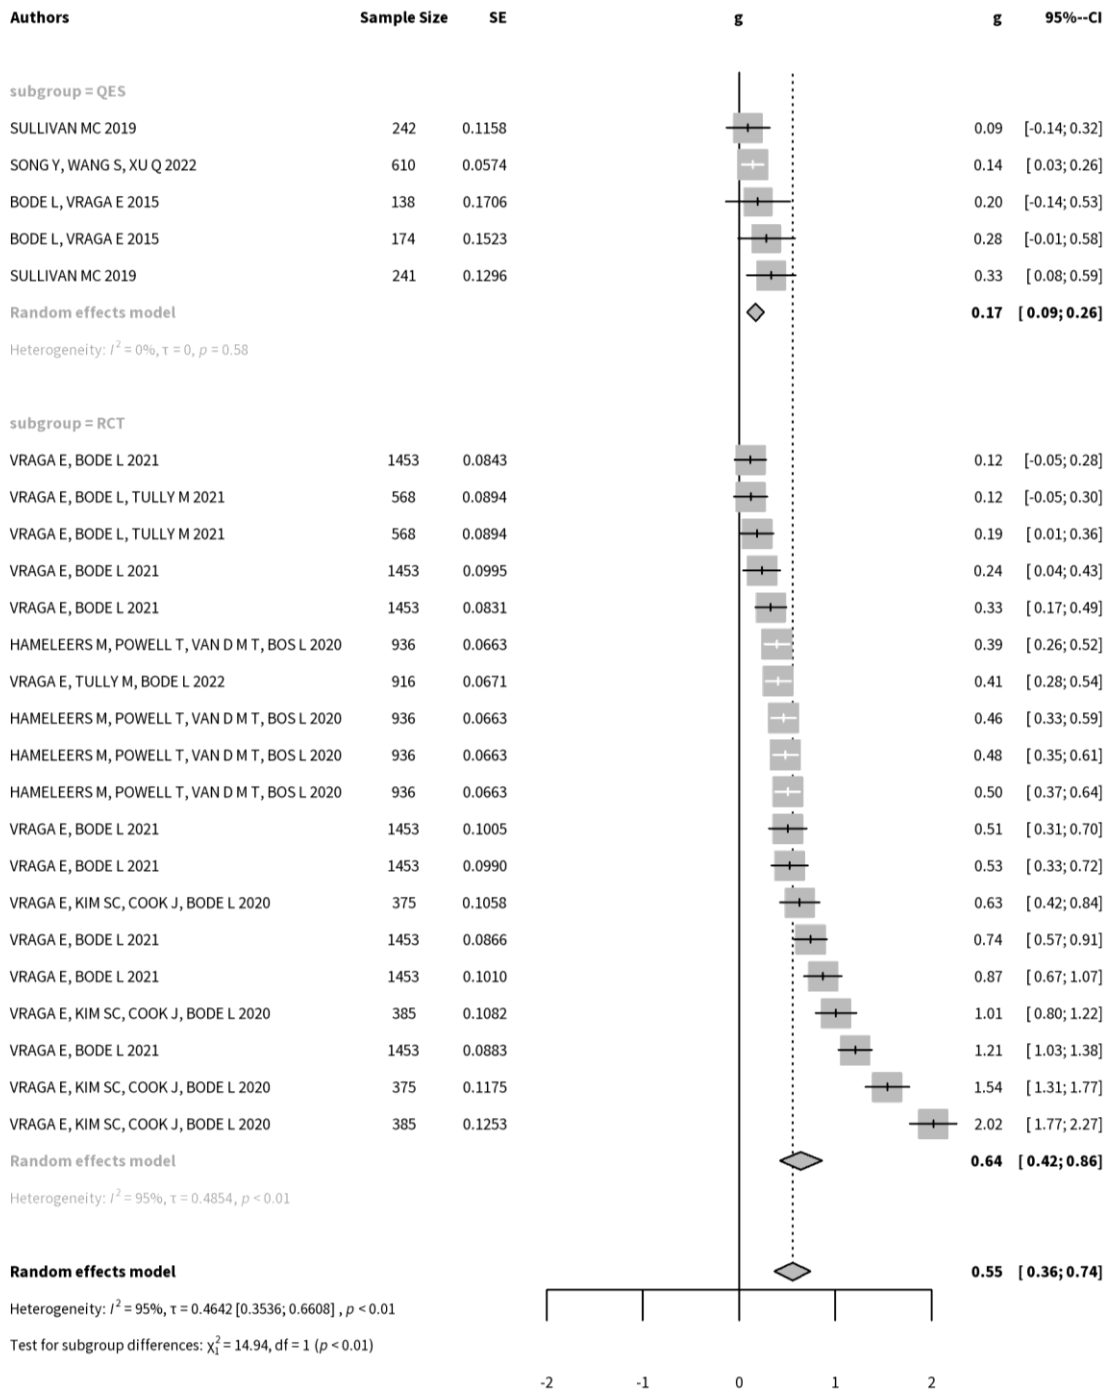 Authors Sample Size SE g g 95%--CI
subgroup = QES
SULLIVAN MC 2019 242 0.1158 0.09 [-0.14; 0.32]
SONG Y, WANG S, XU Q 2022 610 0.0574 0.14 [ 0.03; 0.26]
BODE L, VRAGA E 2015 138 0.1706 0.20 [-0.14; 0.53]
BODE L, VRAGA E 2015 174 0.1523 0.28 [-0.01; 0.58]
SULLIVAN MC 2019 241 0.1296 0.33 [ 0.08; 0.59]
Random effects model 0.17 [ 0.09; 0.26]
Heterogeneity: I² = 0%, τ = 0, p = 0.58
subgroup = RCT
VRAGA E, BODE L 2021 1453 0.0843 0.12 [-0.05; 0.28]
VRAGA E, BODE L, TULLY M 2021 568 0.0894 0.12 [-0.05; 0.30]
VRAGA E, BODE L, TULLY M 2021 568 0.0894 0.19 [ 0.01; 0.36]
VRAGA E, BODE L 2021 1453 0.0995 0.24 [ 0.04; 0.43]
VRAGA E, BODE L 2021 1453 0.0831 0.33 [ 0.17; 0.49]
HAMELEERS M, POWELL T, VAN D M T, BOS L 2020 936 0.0663 0.39 [ 0.26; 0.52]
VRAGA E, TULLY M, BODE L 2022 916 0.0671 0.41 [ 0.28; 0.54]
HAMELEERS M, POWELL T, VAN D M T, BOS L 2020 936 0.0663 0.46 [ 0.33; 0.59]
HAMELEERS M, POWELL T, VAN D M T, BOS L 2020 936 0.0663 0.48 [ 0.35; 0.61]
HAMELEERS M, POWELL T, VAN D M T, BOS L 2020 936 0.0663 0.50 [ 0.37; 0.64]
VRAGA E, BODE L 2021 1453 0.1005 0.51 [ 0.31; 0.70]
VRAGA E, BODE L 2021 1453 0.0990 0.53 [ 0.33; 0.72]
VRAGA E, KIM SC, COOK J, BODE L 2020 375 0.1058 0.63 [ 0.42; 0.84]
VRAGA E, BODE L 2021 1453 0.0866 0.74 [ 0.57; 0.91]
VRAGA E, BODE L 2021 1453 0.1010 0.87 [ 0.67; 1.07]
VRAGA E, KIM SC, COOK J, BODE L 2020 385 0.1082 1.01 [ 0.80; 1.22]
VRAGA E, BODE L 2021 1453 0.0883 1.21 [ 1.03; 1.38]
VRAGA E, KIM SC, COOK J, BODE L 2020 375 0.1175 1.54 [ 1.31; 1.77]
VRAGA E, KIM SC, COOK J, BODE L 2020 385 0.1253 2.02 [ 1.77; 2.27]
Random effects model 0.64 [ 0.42; 0.86]
Heterogeneity: I² = 95%, τ = 0.4854, p < 0.01
Random effects model 0.55 [ 0.36; 0.74]
Heterogeneity: I² = 95%, τ = 0.4642 [0.3536; 0.6608] , p < 0.01
Test for subgroup differences: χ²₁ = 14.94, df = 1 (p < 0.01)
-2 -1 0 1 2